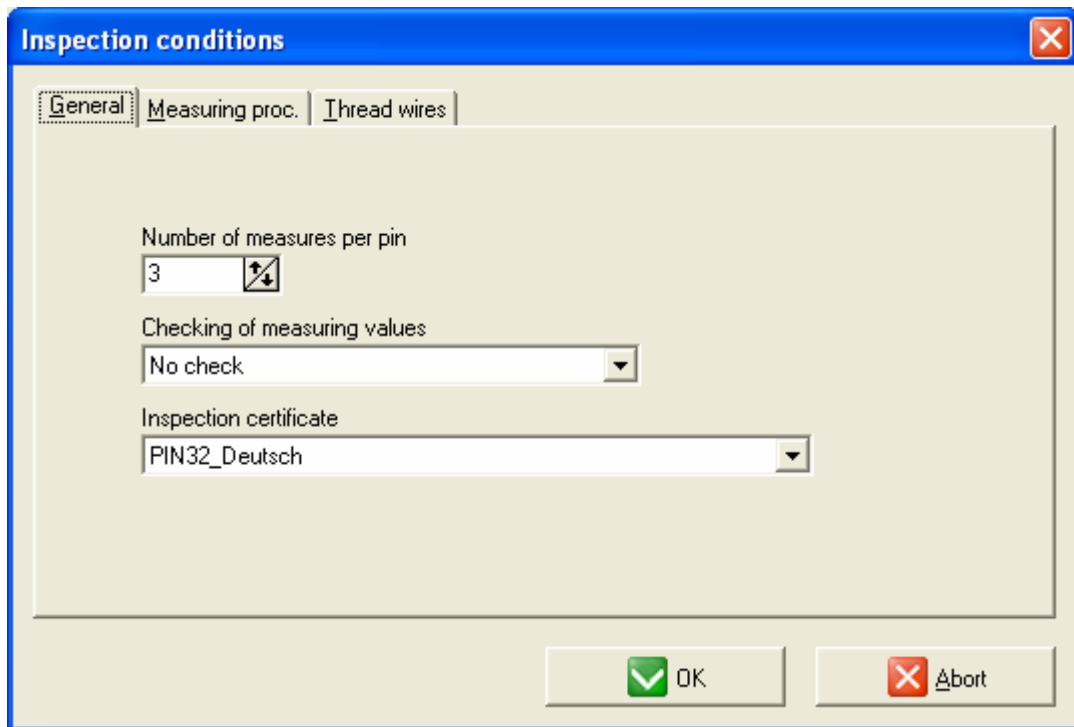 Inspection conditions
General Measuring proc. Thread wires
Number of measures per pin
3
Checking of measuring values
No check
Inspection certificate
PIN32_Deutsch
OK Abort